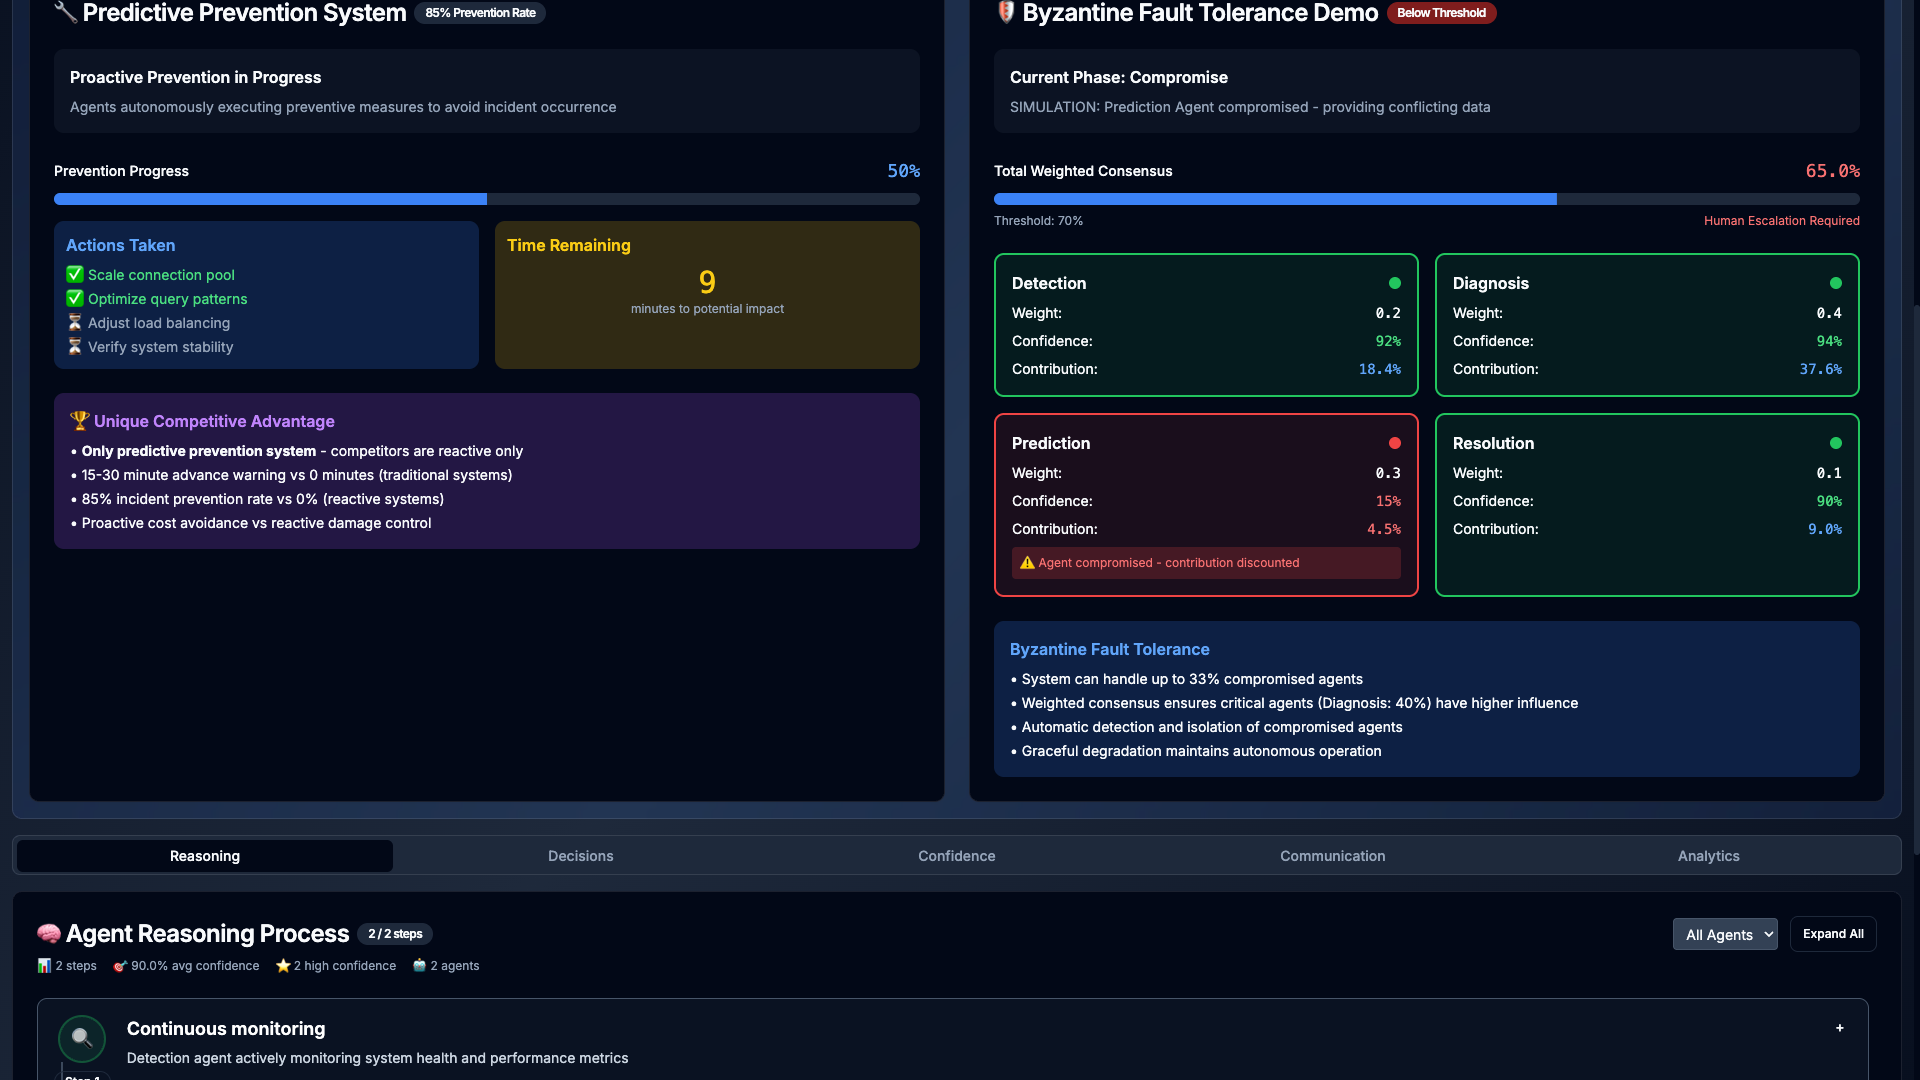 Predictive Prevention System
85% Prevention Rate
Proactive Prevention in Progress
Agents autonomously executing preventive measures to avoid incident occurrence
Prevention Progress
50%
Actions Taken
Scale connection pool
Optimize query patterns
Adjust load balancing
Verify system stability
Time Remaining
9
minutes to potential impact
Unique Competitive Advantage
• Only predictive prevention system - competitors are reactive only
• 15-30 minute advance warning vs 0 minutes (traditional systems)
• 85% incident prevention rate vs 0% (reactive systems)
• Proactive cost avoidance vs reactive damage control
Byzantine Fault Tolerance Demo
Below Threshold
Current Phase: Compromise
SIMULATION: Prediction Agent compromised - providing conflicting data
Total Weighted Consensus
65.0%
Threshold: 70%
Human Escalation Required
Detection
Weight: 0.2
Confidence: 92%
Contribution: 18.4%
Diagnosis
Weight: 0.4
Confidence: 94%
Contribution: 37.6%
Prediction
Weight: 0.3
Confidence: 15%
Contribution: 4.5%
Agent compromised - contribution discounted
Resolution
Weight: 0.1
Confidence: 90%
Contribution: 9.0%
Byzantine Fault Tolerance
• System can handle up to 33% compromised agents
• Weighted consensus ensures critical agents (Diagnosis: 40%) have higher influence
• Automatic detection and isolation of compromised agents
• Graceful degradation maintains autonomous operation
Reasoning
Decisions
Confidence
Communication
Analytics
Agent Reasoning Process
2 / 2 steps
All Agents
Expand All
2 steps
90.0% avg confidence
2 high confidence
2 agents
Continuous monitoring
+
Detection agent actively monitoring system health and performance metrics
Step 1